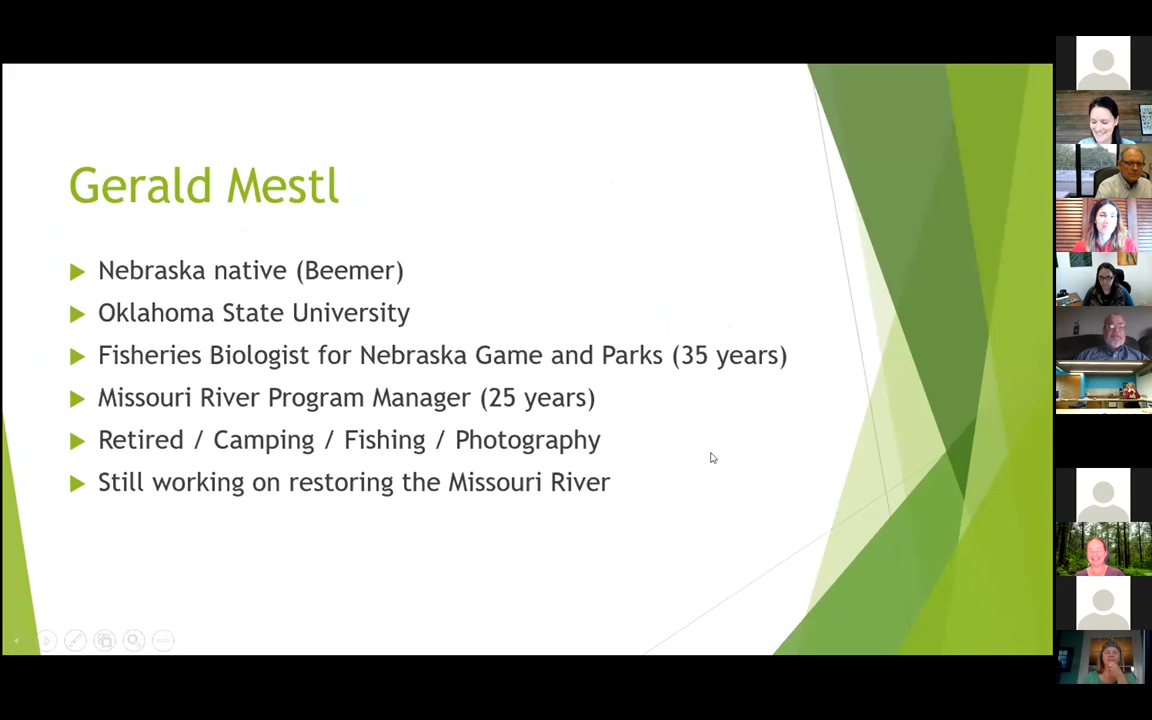 Gerald Mestl
Nebraska native (Beemer)
Oklahoma State University
Fisheries Biologist for Nebraska Game and Parks (35 years)
Missouri River Program Manager (25 years)
Retired / Camping / Fishing / Photography
Still working on restoring the Missouri River